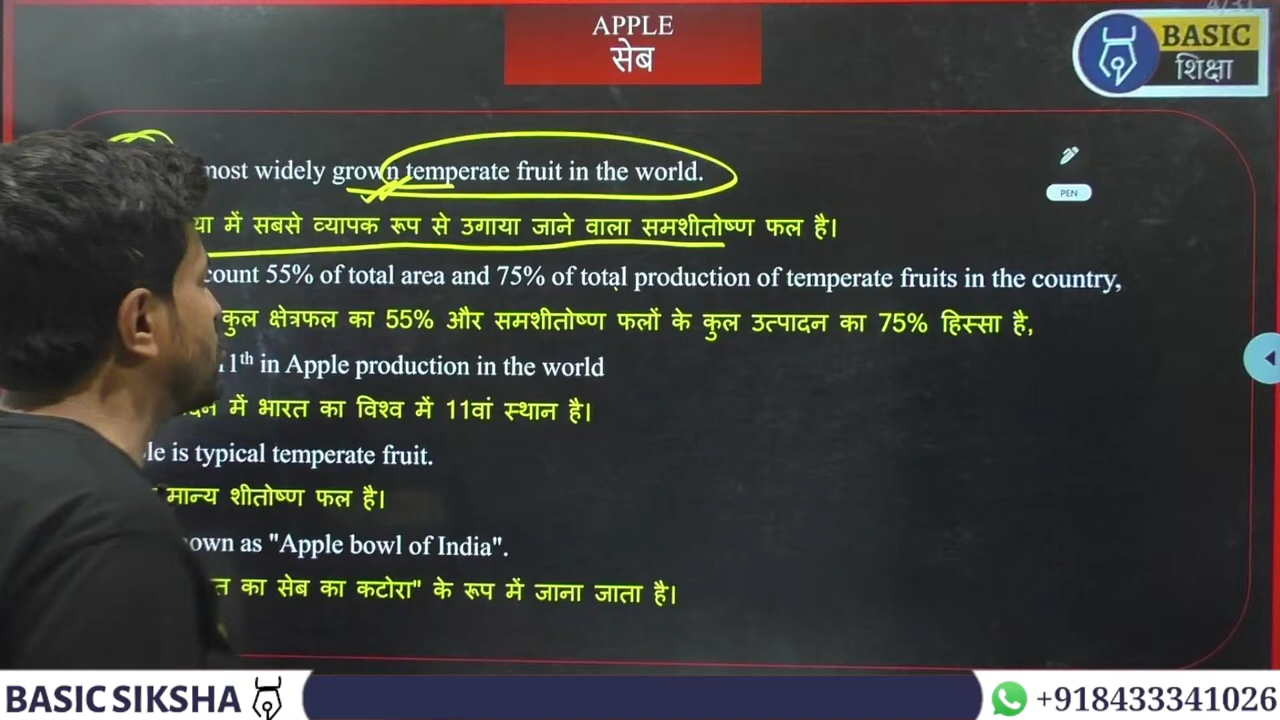 4/31
APPLE
सेब
BASIC
शिक्षा
most widely grown temperate fruit in the world.
में सबसे व्यापक रूप से उगाया जाने वाला समशीतोष्ण फल है।
PEN
55% of total area and 75% of total production of temperate fruits in the country,
कुल क्षेत्रफल का 55% और समशीतोष्ण फलों के कुल उत्पादन का 75% हिस्सा है,
11th in Apple production in the world
में भारत का विश्व में 11वां स्थान है।
is typical temperate fruit.
शीतोष्ण फल है।
as "Apple bowl of India".
का सेब का कटोरा" के रूप में जाना जाता है।
BASIC SIKSHA
+918433341026